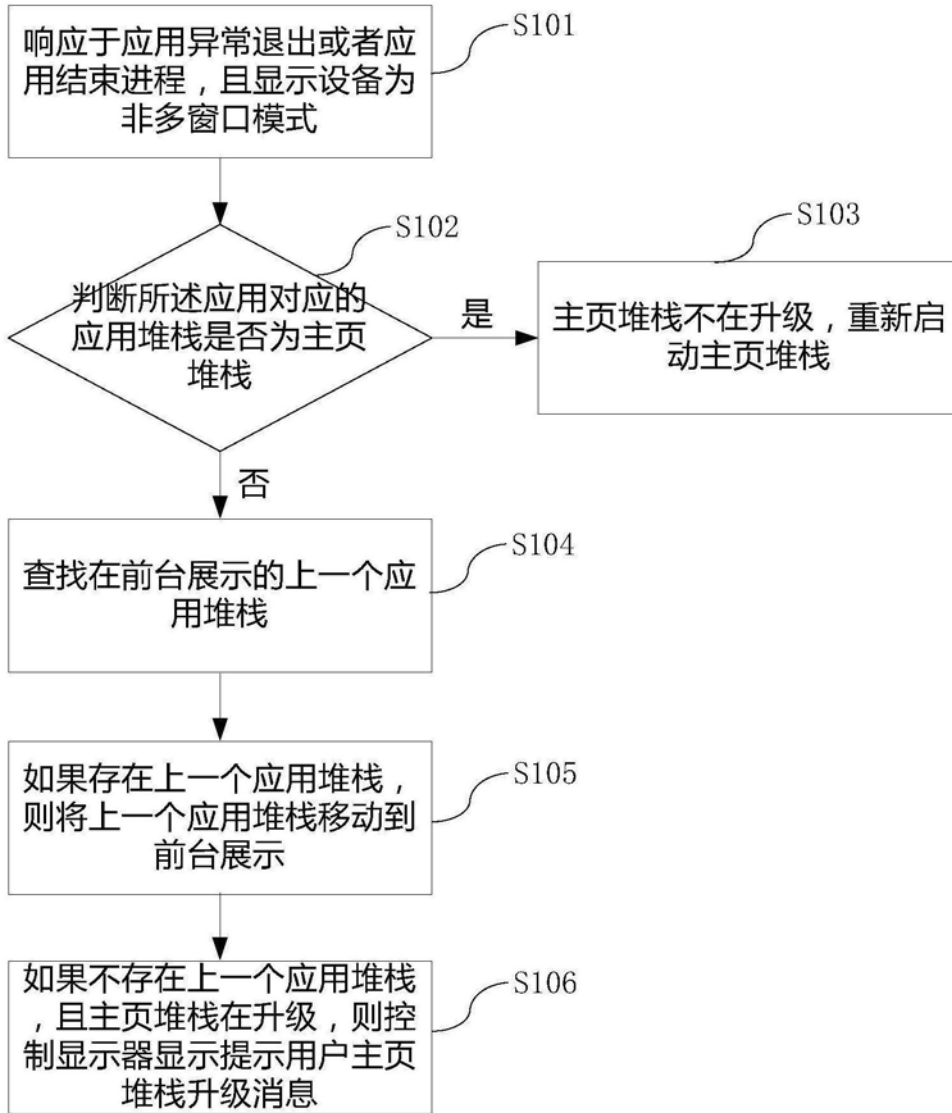 响应于应用异常退出或者应
用结束进程，且显示设备为
非多窗口模式
S101
判断所述应用对应的
应用堆栈是否为主页
堆栈
S102
是
主页堆栈不在升级，重新启
动主页堆栈
S103
否
查找在前台展示的上一个应
用堆栈
S104
如果存在上一个应用堆栈，
则将上一个应用堆栈移动到
前台展示
S105
如果不存在上一个应用堆栈
，且主页堆栈在升级，则控
制显示器显示提示用户主页
堆栈升级消息
S106